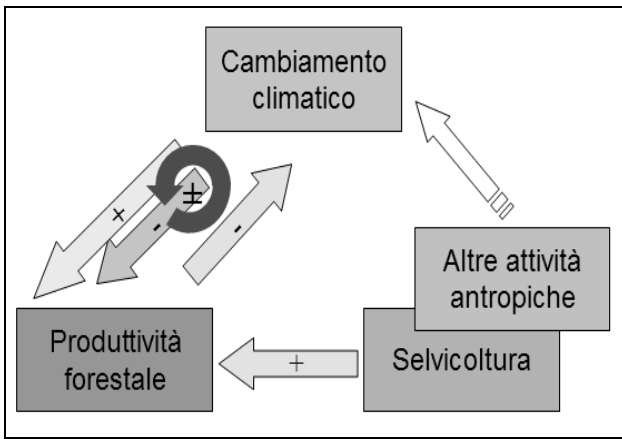 Cambiamento
climatico
+
-
±
-
Altre attività
antropiche
Produttività
forestale
+
Selvicoltura